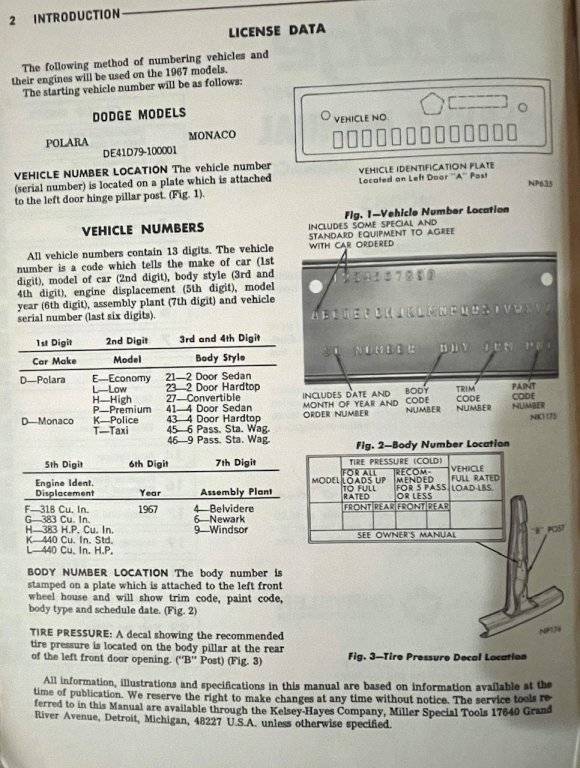 2 INTRODUCTION
LICENSE DATA
The following method of numbering vehicles and
their engines will be used on the 1967 models.
The starting vehicle number will be as follows:
DODGE MODELS
POLARA MONACO
DE41D79-100001
VEHICLE NUMBER LOCATION The vehicle number
(serial number) is located on a plate which is attached
to the left door hinge pillar post. (Fig. 1).
VEHICLE NUMBERS
All vehicle numbers contain 13 digits. The vehicle
number is a code which tells the make of car (1st
digit), model of car (2nd digit), body style (3rd and
4th digit), engine displacement (5th digit), model
year (6th digit), assembly plant (7th digit) and vehicle
serial number (last six digits).
1st Digit 2nd Digit 3rd and 4th Digit
Car Make Model Body Style
D—Polara E—Economy 21—2 Door Sedan
L—Low 23—2 Door Hardtop
H—High 27—Convertible
P—Premium 41—4 Door Sedan
D—Monaco K—Police 43—4 Door Hardtop
T—Taxi 45—6 Pass. Sta. Wag.
46—9 Pass. Sta. Wag.
5th Digit 6th Digit 7th Digit
Engine Ident.
Displacement Year Assembly Plant
F—318 Cu. In. 1967 4—Belvidere
G—383 Cu. In. 6—Newark
H—383 H.P. Cu. In. 9—Windsor
K—440 Cu. In. Std.
L—440 Cu. In. H.P.
BODY NUMBER LOCATION The body number is
stamped on a plate which is attached to the left front
wheel house and will show trim code, paint code,
body type and schedule date. (Fig. 2)
TIRE PRESSURE: A decal showing the recommended
tire pressure is located on the body pillar at the rear
of the left front door opening. ("B" Post) (Fig. 3)
VEHICLE NO.
VEHICLE IDENTIFICATION PLATE
Located on Left Door "A" Post
NP635
Fig. 1—Vehicle Number Location
INCLUDES SOME SPECIAL AND
STANDARD EQUIPMENT TO AGREE
WITH CAR ORDERED
SO NUMBER BDY TRM PNT
INCLUDES DATE AND
MONTH OF YEAR AND
ORDER NUMBER
BODY
CODE
NUMBER
TRIM
CODE
NUMBER
PAINT
CODE
NUMBER
NK1175
Fig. 2—Body Number Location
TIRE PRESSURE (COLD)
MODEL
FOR ALL
LOADS UP
TO FULL
RATED
RECOM-
MENDED
FOR 5 PASS.
OR LESS
VEHICLE
FULL RATED
LOAD-LBS.
FRONT REAR FRONT REAR
SEE OWNER'S MANUAL
"B" POST
Fig. 3—Tire Pressure Decal Location
All information, illustrations and specifications in this manual are based on information available at the
time of publication. We reserve the right to make changes at any time without notice. The service tools re-
ferred to in this Manual are available through the Kelsey-Hayes Company, Miller Special Tools 17640 Grand
River Avenue, Detroit, Michigan, 48227 U.S.A. unless otherwise specified.